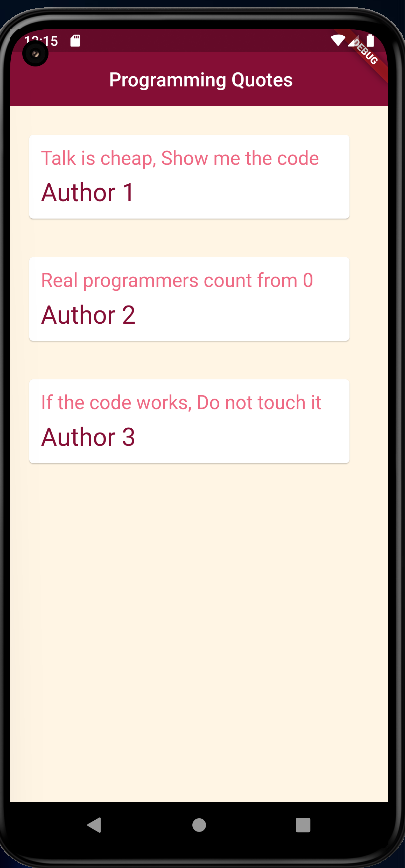 12:15
DEBUG
Programming Quotes
Talk is cheap, Show me the code
Author 1
Real programmers count from 0
Author 2
If the code works, Do not touch it
Author 3